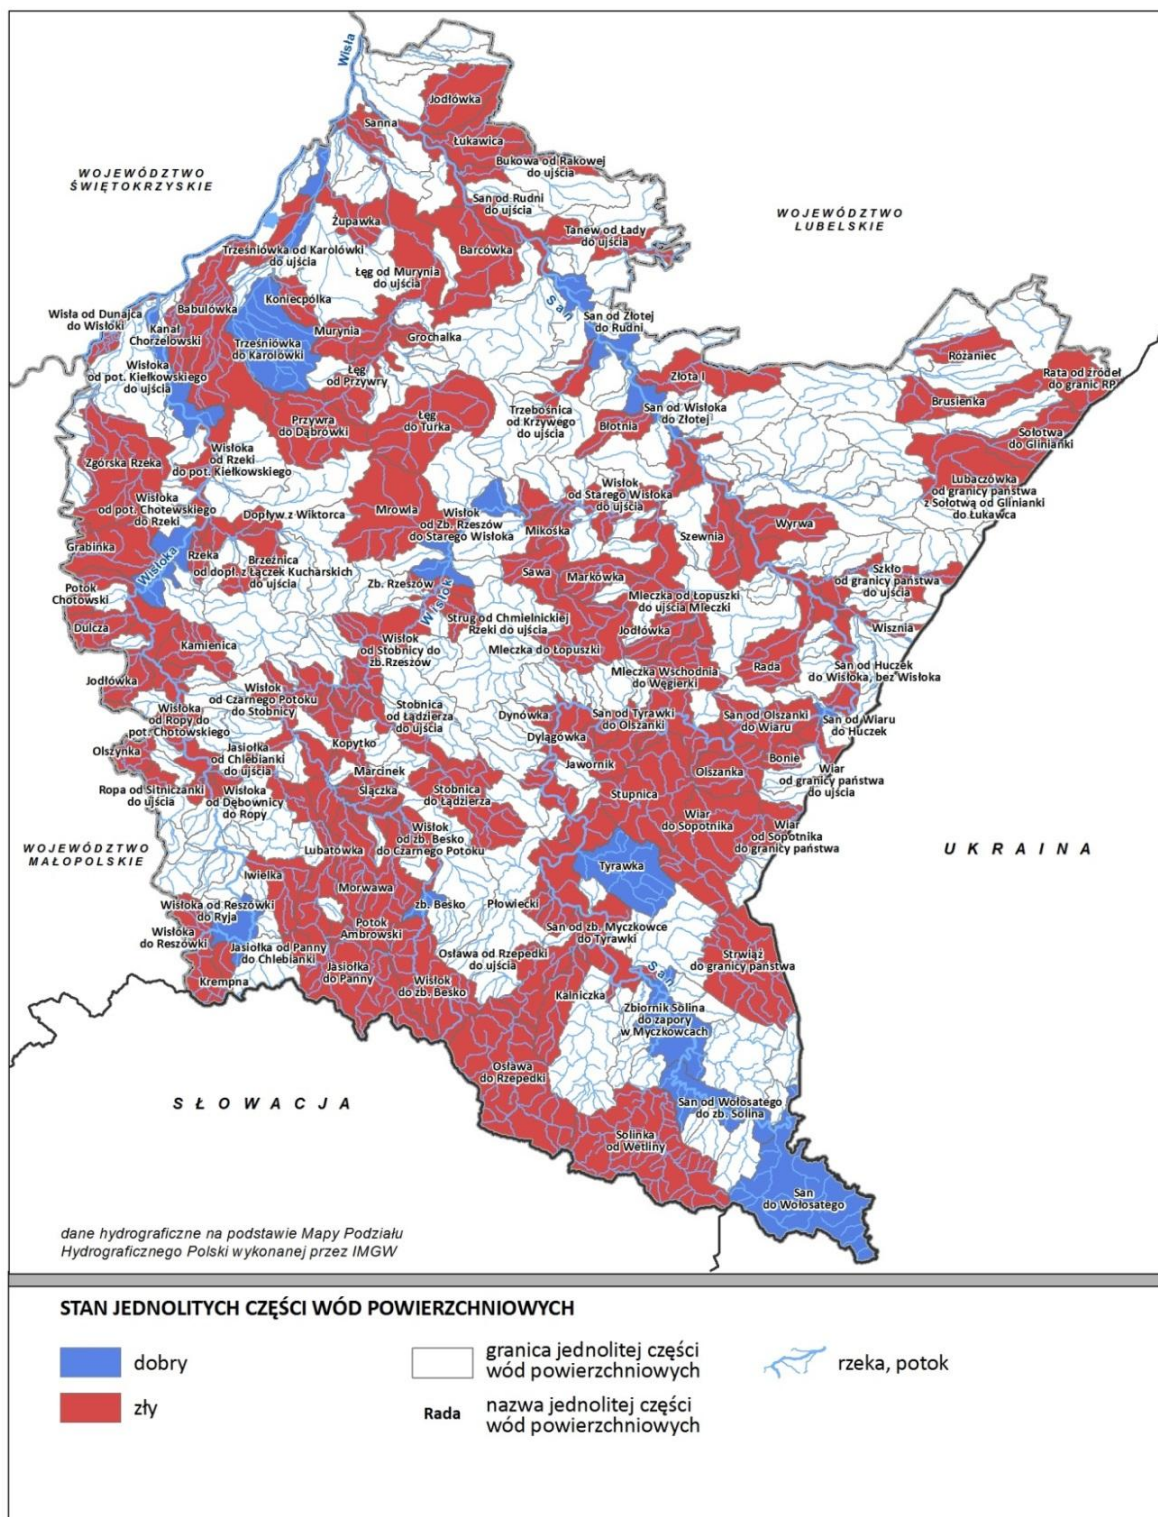 Wisła
Jodłówka
Sanna
Łukawica
Bukowa od Rakowej
do ujścia
WOJEWÓDZTWO
ŚWIĘTOKRZYSKIE
San od Rudni
do ujścia
WOJEWÓDZTWO
LUBELSKIE
Żupawka
Tanew od Łady
do ujścia
Trześniówka od Karolówki
do ujścia
Barcówka
Łęg od Murynia
do ujścia
Koniecpólka
San
Babulówka
Wisła od Dunajca
do Wisłoki
Kanał
Chorzelowski
San od Złotej
do Rudni
Murynia
Grochalka
Trześniówka
do Karolówki
Wisłoka
od pot. Kiełkowskiego
do ujścia
Łęg
od Przywry
Różaniec
Rata od źródeł
do granic RP
Złota I
Brusienka
Trzebośnica
od Krzywego
do ujścia
San od Wisłoka
do Złotej
Łęg
do Turka
Przywra
do Dąbrówki
Błotnia
Sołotwa
do Glinianki
Wisłoka
od Rzeki
do pot. Kiełkowskiego
Zgórska Rzeka
Lubaczówka
od granicy państwa
z Sołotwą od Glinianki
do Łukawca
Wisłok
od Starego Wisłoka
do ujścia
Wisłoka
od pot. Chotewskiego
do Rzeki
Dopływ z Wiktorca
Mrowla
Wisłok
od Zb. Rzeszów
do Starego Wisłoka
Mikośka
Wyrwa
Szewnia
Grabinka
Wisłoka
Rzeka
Brzeźnica
od dopł. z Łączek Kucharskich
do ujścia
Zb. Rzeszów
Sawa
Markówka
Szkło
od granicy państwa
do ujścia
Potok
Chotowski
Wisłok
Mleczka od Łopuszki
do ujścia Mleczki
Dulcza
Strug od Chmielnickiej
Rzeki do ujścia
Jodłówka
Wisznia
Kamienica
Wisłok
od Stobnicy do
zb.Rzeszów
Mleczka do Łopuszki
Jodłówka
Mleczka Wschodnia
do Węgierki
Rada
San od Huczek
do Wisłoka, bez Wisłoka
Wisłok
od Czarnego Potoku
do Stobnicy
Wisłoka
od Ropy do
pot. Chotowskiego
Stobnica
od Łądzierza
do ujścia
Dynówka
San od Tyrawki
do Olszanki
San od Olszanki
do Wiaru
San od Wiaru
do Huczek
Dylągówka
Olszynka
Jasiołka
od Chlebianki
do ujścia
Kopytko
Marcinek
Jawornik
Olszanka
Bonie
Wiar
od granicy państwa
do ujścia
Ropa od Sitniczanki
do ujścia
Wisłoka
od Dębownicy
do Ropy
Ślączka
Stobnica
do Łądzierza
Stupnica
Wiar
do Sopotnika
Wiar
od Sopotnika
do granicy państwa
Wisłok
od zb. Besko
do Czarnego Potoku
WOJEWÓDZTWO
MAŁOPOLSKIE
Lubatówka
UKRAINA
Iwielka
Tyrawka
Morwawa
Wisłoka od Reszówki
do Ryja
zb. Besko
Płowiecki
Potok
Ambrowski
San od zb. Myczkowce
do Tyrawki
Wisłoka
do Reszówki
Jasiołka od Panny
do Chlebianki
Osława od Rzepedki
do ujścia
Strwiąż
do granicy państwa
Jasiołka
do Panny
San
Krempna
Wisłok
do zb. Besko
Kalniczka
Zbiornik Solina
do zapory
w Myczkowcach
Osława
do Rzepedki
SŁOWACJA
San od Wołosatego
do zb. Solina
Solinka
od Wetliny
San
do Wołosatego
dane hydrograficzne na podstawie Mapy Podziału
Hydrograficznego Polski wykonanej przez IMGW
STAN JEDNOLITYCH CZĘŚCI WÓD POWIERZCHNIOWYCH
dobry
granica jednolitej części
wód powierzchniowych
rzeka, potok
zły
Rada
nazwa jednolitej części
wód powierzchniowych